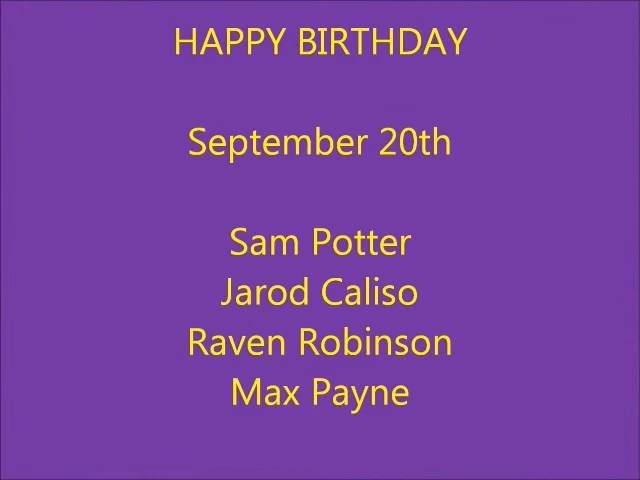 HAPPY BIRTHDAY
September 20th
Sam Potter
Jarod Caliso
Raven Robinson
Max Payne